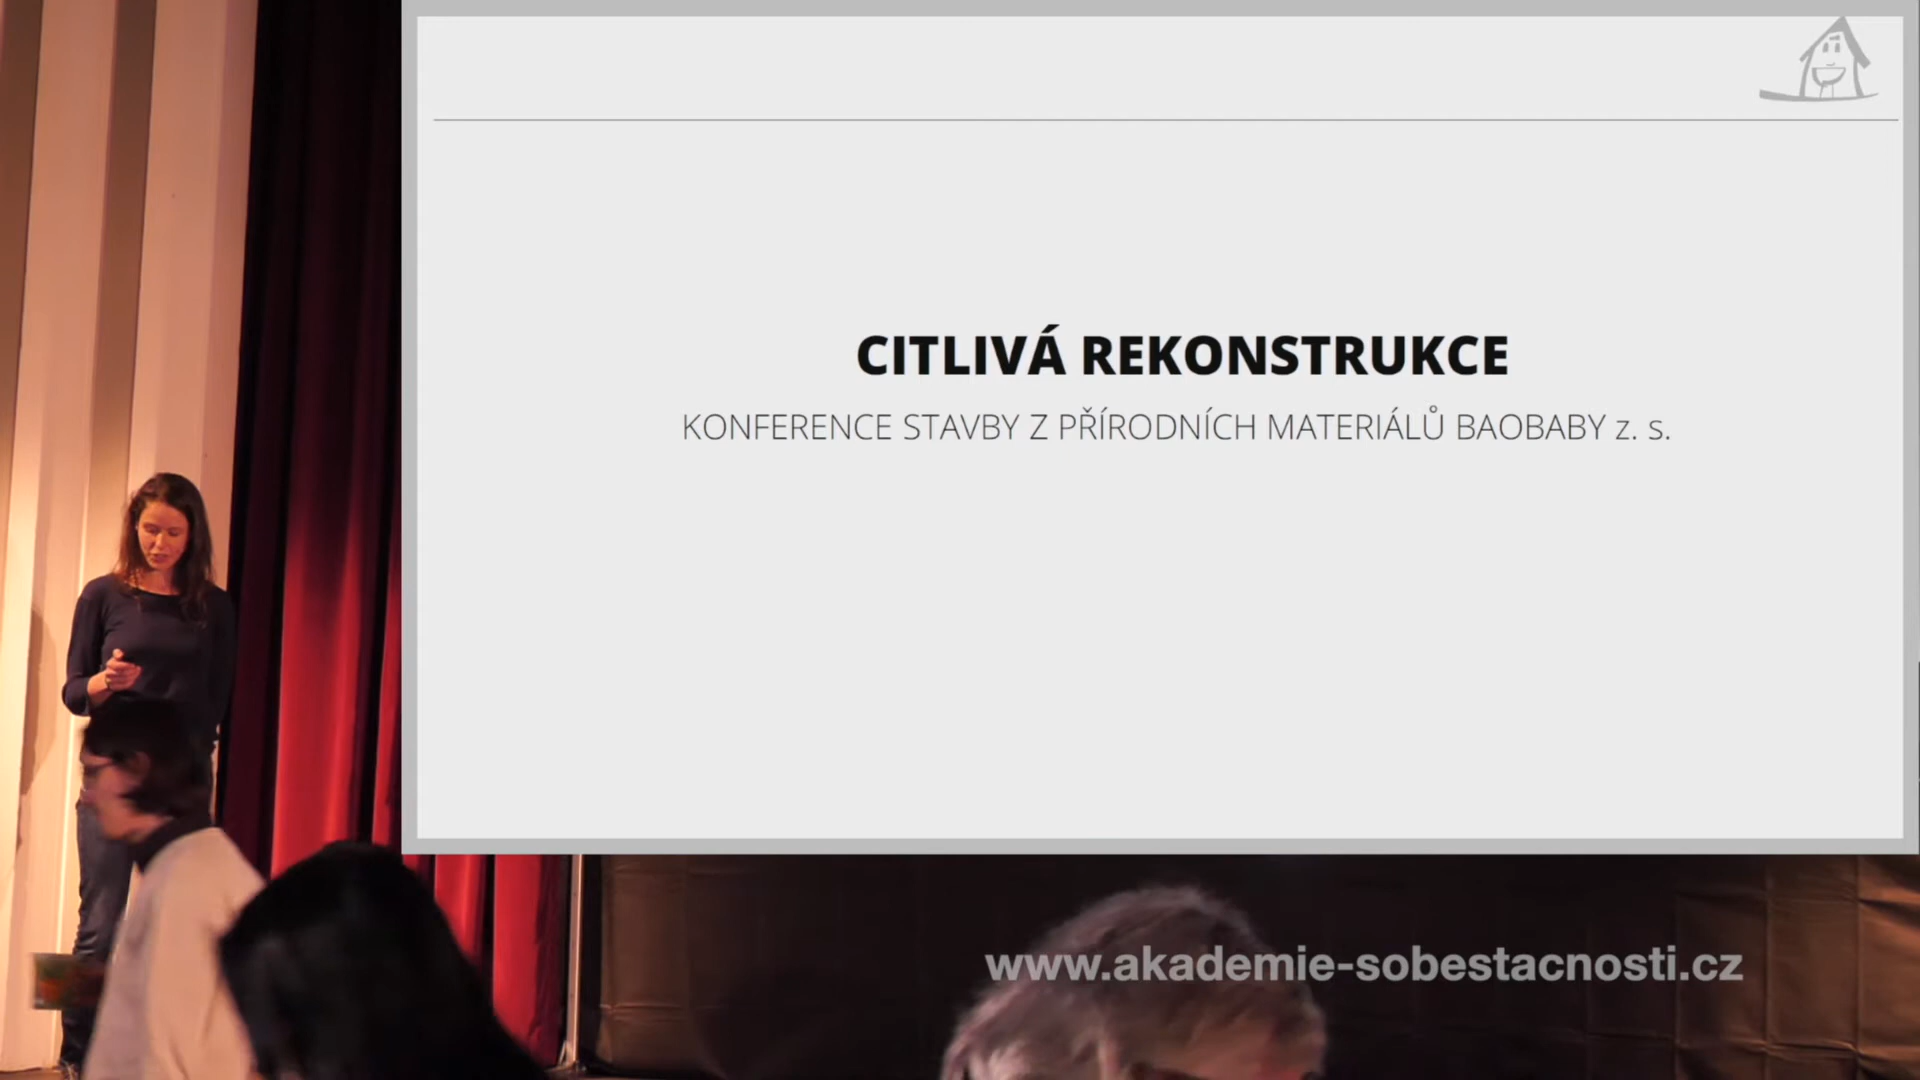 CITLIVÁ REKONSTRUKCE
KONFERENCE STAVBY Z PŘÍRODNÍCH MATERIÁLŮ BAOBABY z. s.
www.akademie-sobestacnosti.cz